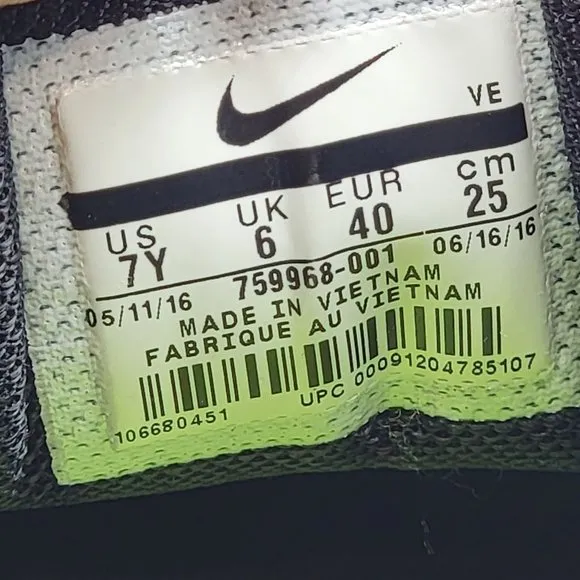 VE
US UK EUR cm
7Y 6 40 25
05/11/16 759968-001 06/16/16
MADE IN VIETNAM
FABRIQUE AU VIETNAM
106680451 UPC 00091204785107